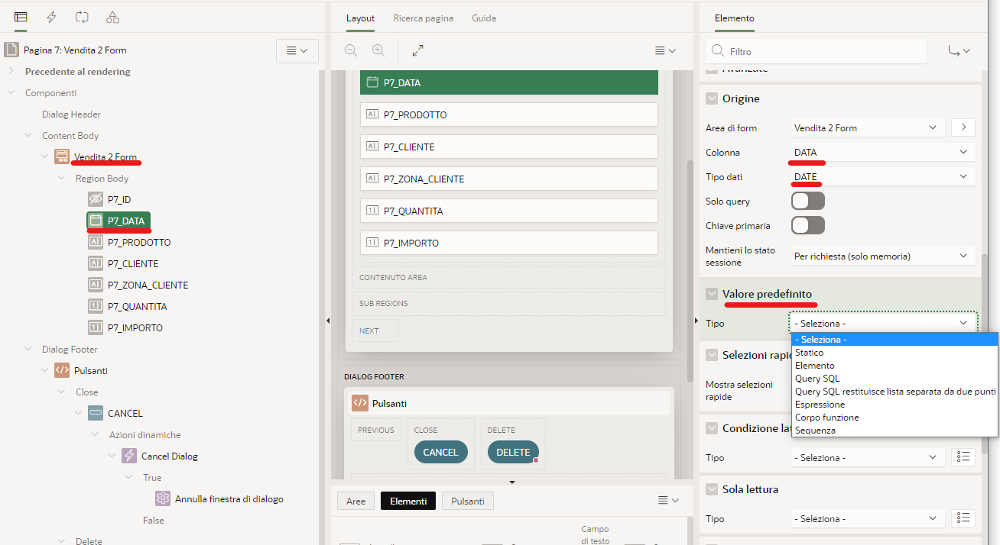 Pagina 7: Vendita 2 Form
Precedente al rendering
Componenti
Dialog Header
Content Body
Vendita 2 Form
Region Body
P7_ID
P7_DATA
P7_PRODOTTO
P7_CLIENTE
P7_ZONA_CLIENTE
P7_QUANTITA
P7_IMPORTO
Dialog Footer
Pulsanti
Close
CANCEL
Azioni dinamiche
Cancel Dialog
True
Annulla finestra di dialogo
False
Delete
Layout
Ricerca pagina
Guida
P7_DATA
P7_PRODOTTO
P7_CLIENTE
P7_ZONA_CLIENTE
P7_QUANTITA
P7_IMPORTO
CONTENUTO AREA
SUB REGIONS
NEXT
DIALOG FOOTER
Pulsanti
PREVIOUS
CLOSE
DELETE
CANCEL
DELETE
Aree
Elementi
Pulsanti
Campo
di testo
Elemento
Filtro
Avanzate
Origine
Area di form
Vendita 2 Form
Colonna
DATA
Tipo dati
DATE
Solo query
Chiave primaria
Mantieni lo stato
sessione
Per richiesta (solo memoria)
Valore predefinito
Tipo
- Seleziona -
- Seleziona -
Statico
Elemento
Query SQL
Query SQL restituisce lista separata da due punti
Espressione
Corpo funzione
Sequenza
Selezioni rapi
Mostra selezioni
rapide
Condizione lat
Tipo
- Seleziona -
Sola lettura
Tipo
- Seleziona -